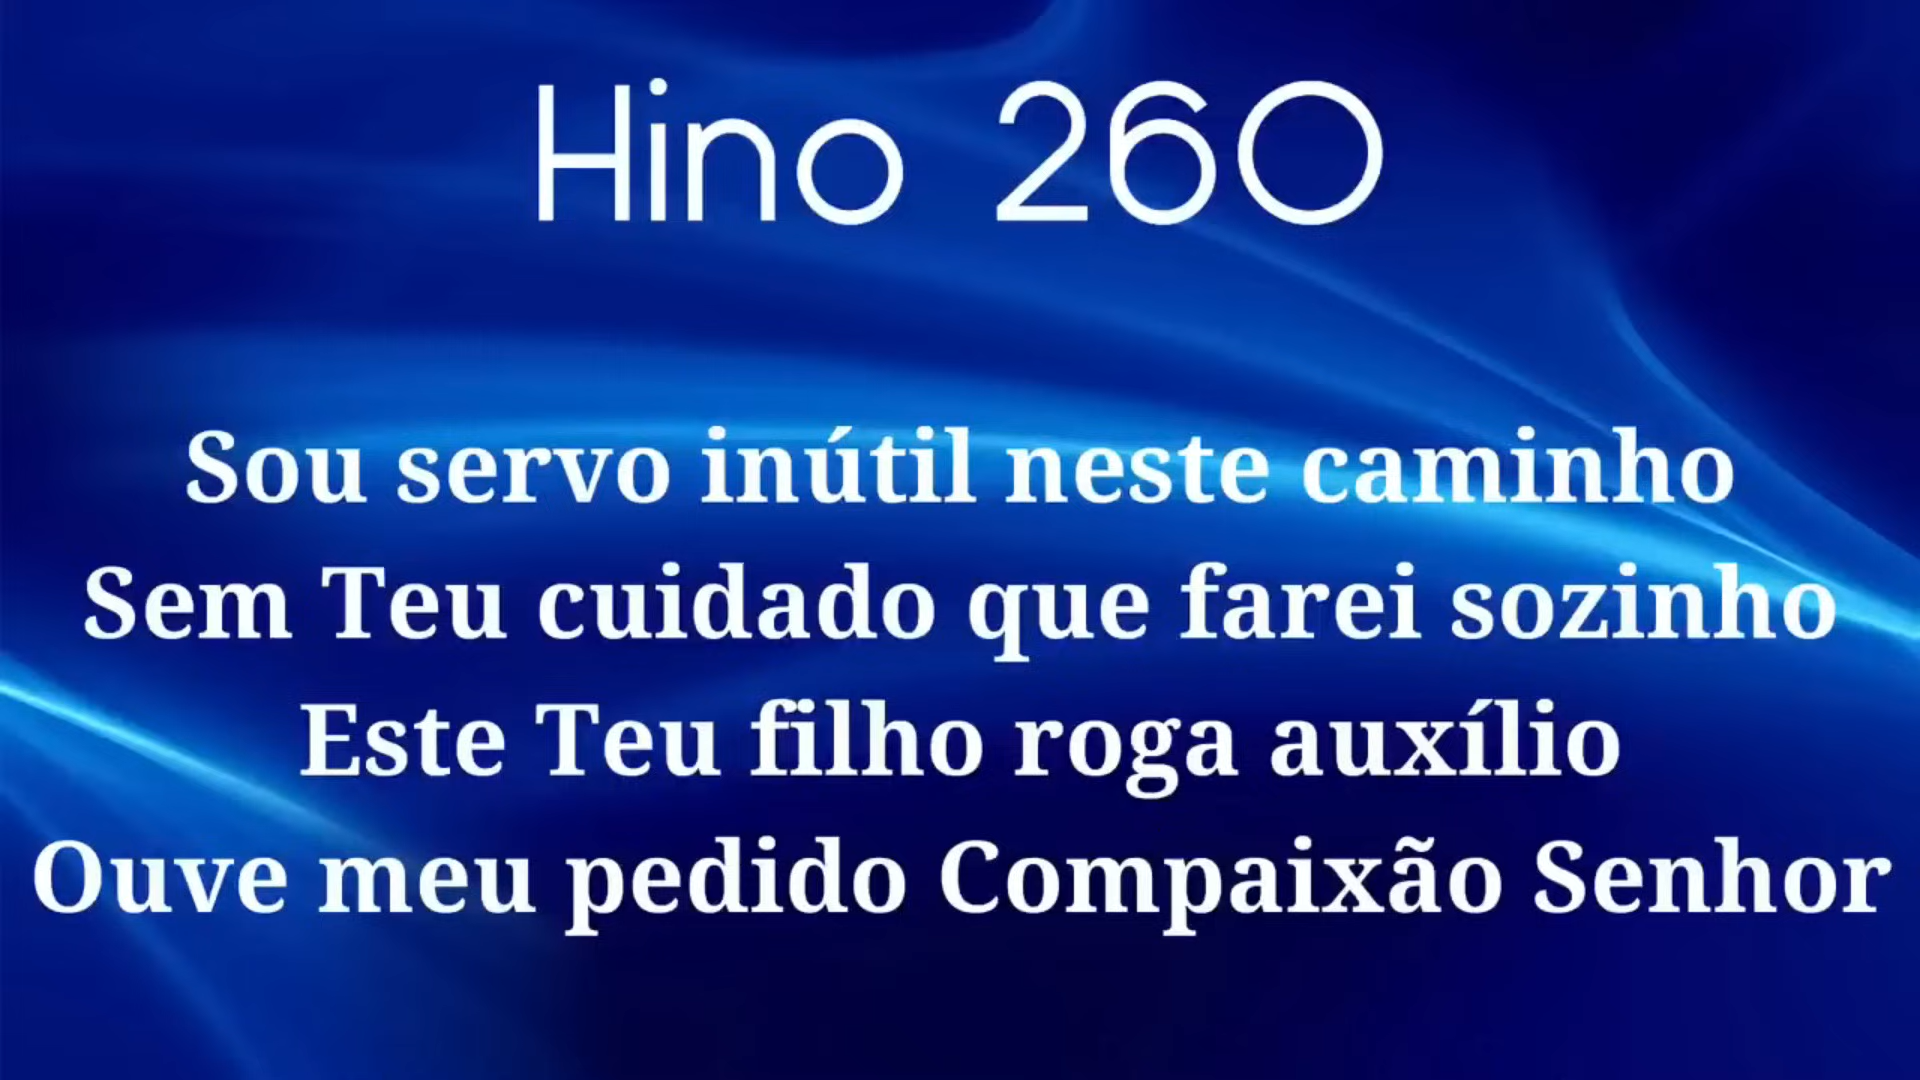 Hino 260
Sou servo inútil neste caminho
Sem Teu cuidado que farei sozinho
Este Teu filho roga auxílio
Ouve meu pedido Compaixão Senhor